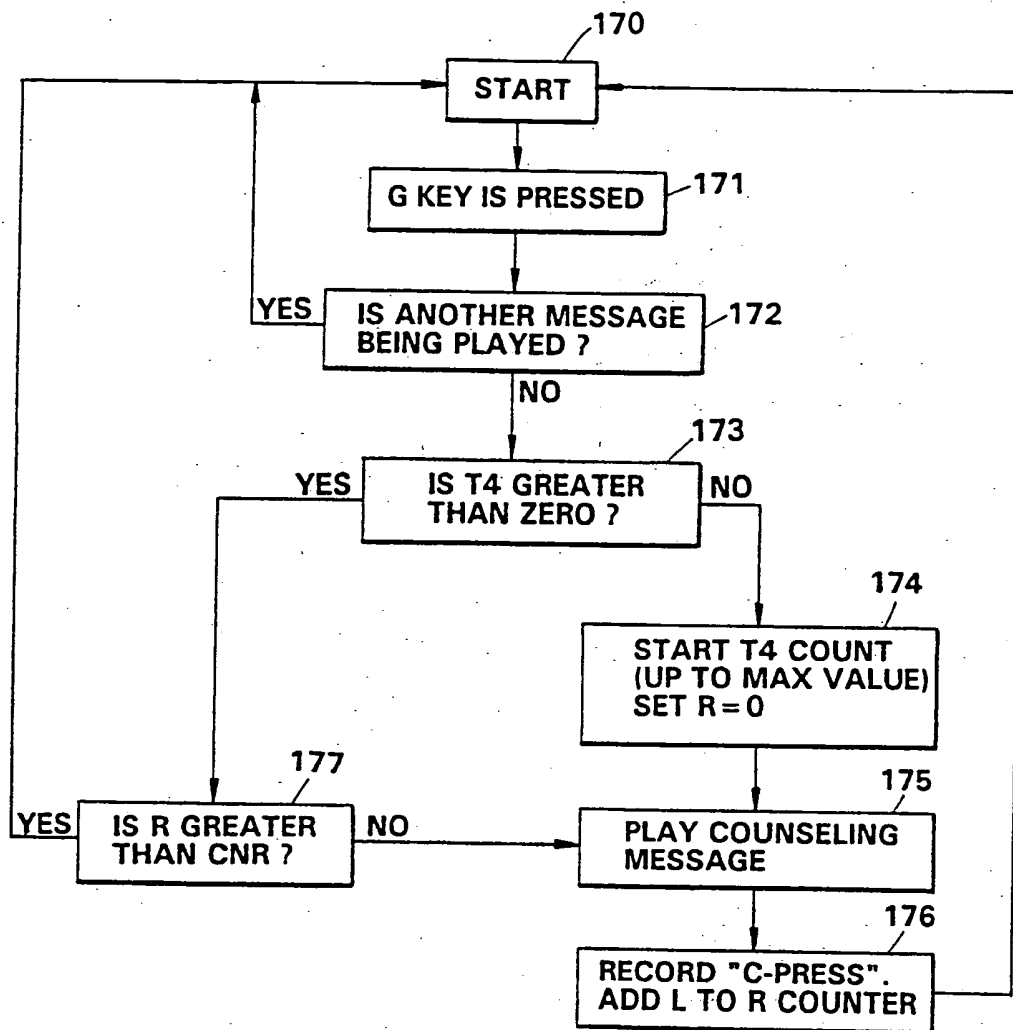 170
START
G KEY IS PRESSED
171
YES
IS ANOTHER MESSAGE
BEING PLAYED ?
172
NO
173
YES
IS T4 GREATER
THAN ZERO ?
NO
174
START T4 COUNT
(UP TO MAX VALUE)
SET R=0
177
175
YES
IS R GREATER
THAN CNR ?
NO
PLAY COUNSELING
MESSAGE
176
RECORD "C-PRESS".
ADD L TO R COUNTER